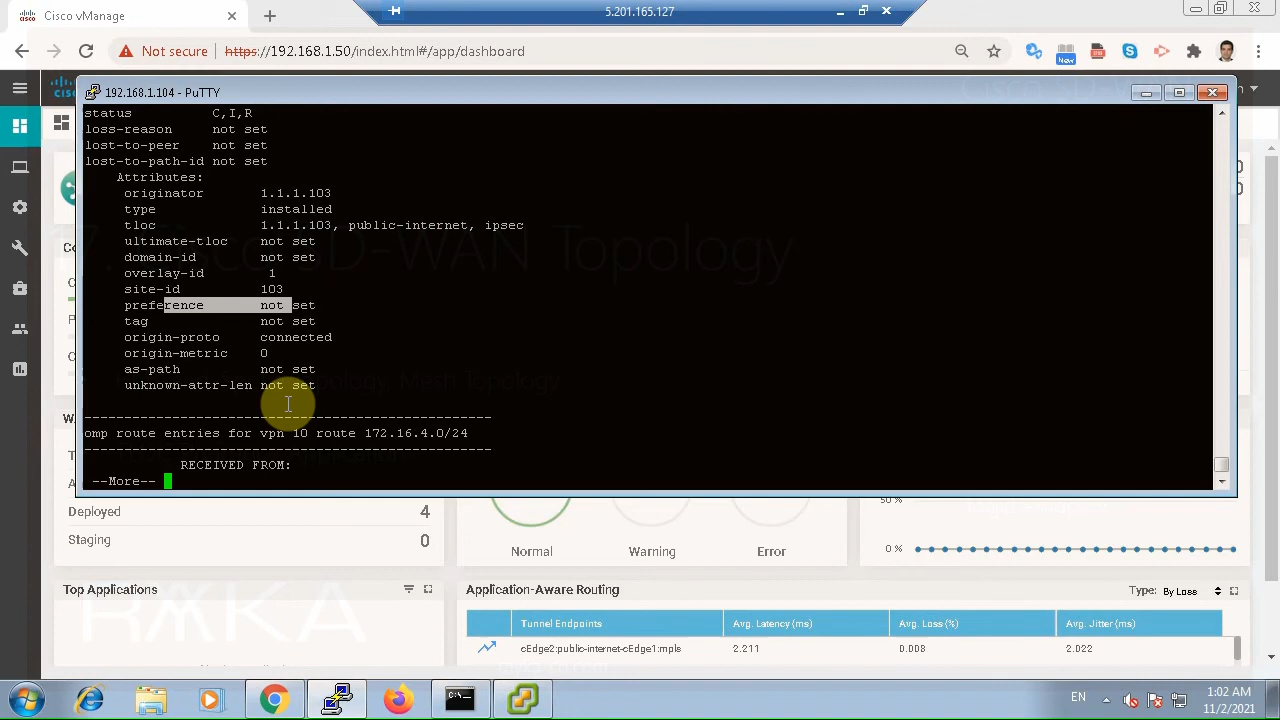 Cisco vManage
5.201.165.127
Not secure
https://192.168.1.50/index.html#/app/dashboard
New
192.168.1.104 - PuTTY
status C,I,R
loss-reason not set
lost-to-peer not set
lost-to-path-id not set
Attributes:
originator 1.1.1.103
type installed
tloc 1.1.1.103, public-internet, ipsec
ultimate-tloc not set
domain-id not set
overlay-id 1
site-id 103
preference not set
tag not set
origin-proto connected
origin-metric 0
as-path not set
unknown-attr-len not set
---------------------------------------------------
omp route entries for vpn 10 route 172.16.4.0/24
---------------------------------------------------
RECEIVED FROM:
--More--
17. Cisco SD-WAN Topology
Topology, Mesh Topology
Deployed 4
Staging 0
Normal
Warning
Error
50 %
0 %
Top Applications
RAYKA
Application-Aware Routing
Type: By Loss
Tunnel Endpoints Avg. Latency (ms) Avg. Loss (%) Avg. Jitter (ms)
cEdge2:public-internet-cEdge1:mpls 2.211 0.008 2.022
EN
1:02 AM
11/2/2021